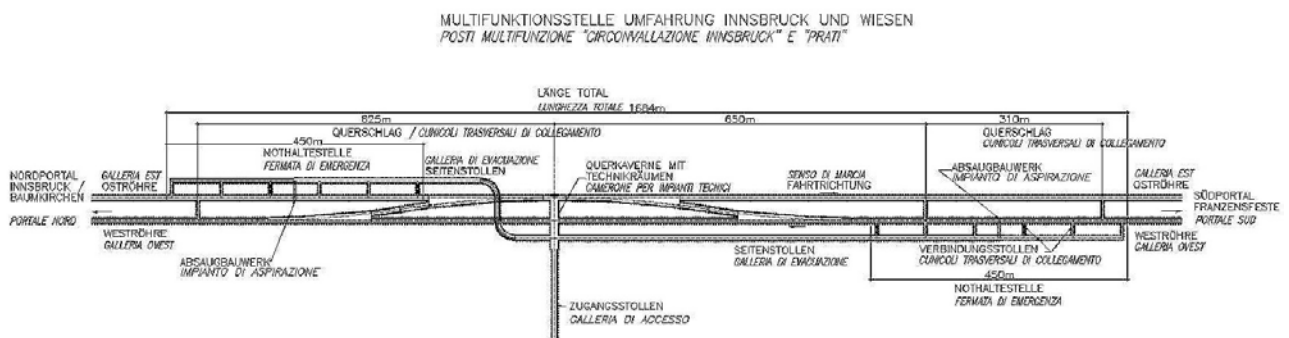 MULTIFUNKTIONSSTELLE UMFAHRUNG INNSBRUCK UND WIESEN
POSTI MULTIFUNZIONE "CIRCONVALLAZIONE INNSBRUCK" E "PRATI"
LÄNGE TOTAL
LUNGHEZZA TOTALE 1684m
625m
650m
310m
QUERSCHLAG / CUNICOLI TRASVERSALI DI COLLEGAMENTO
QUERSCHLAG
CUNICOLI TRASVERSALI DI COLLEGAMENTO
450m
NOTHALTESTELLE
FERMATA DI EMERGENZA
GALLERIA DI EVACUAZIONE
SEITENSTOLLEN
QUERKAVERNE MIT
TECHNIKRÄUMEN
CAMERONE PER IMPIANTI TECNICI
SENSO DI MARCIA
FAHRTRICHTUNG
ABSAUGBAUWERK
IMPIANTO DI ASPIRAZIONE
GALLERIA EST
OSTRÖHRE
NORDPORTAL
INNSBRUCK/
BAUMKIRCHEN
GALLERIA EST
OSTRÖHRE
SÜDPORTAL
FRANZENSFESTE
PORTALE NORD
PORTALE SUD
WESTRÖHRE
GALLERIA OVEST
ABSAUGBAUWERK
IMPIANTO DI ASPIRAZIONE
SEITENSTOLLEN
GALLERIA DI EVACUAZIONE
VERBINDUNGSSTOLLEN
CUNICOLI TRASVERSALI DI COLLEGAMENTO
WESTRÖHRE
GALLERIA OVEST
450m
NOTHALTESTELLE
FERMATA DI EMERGENZA
ZUGANGSSTOLLEN
GALLERIA DI ACCESSO